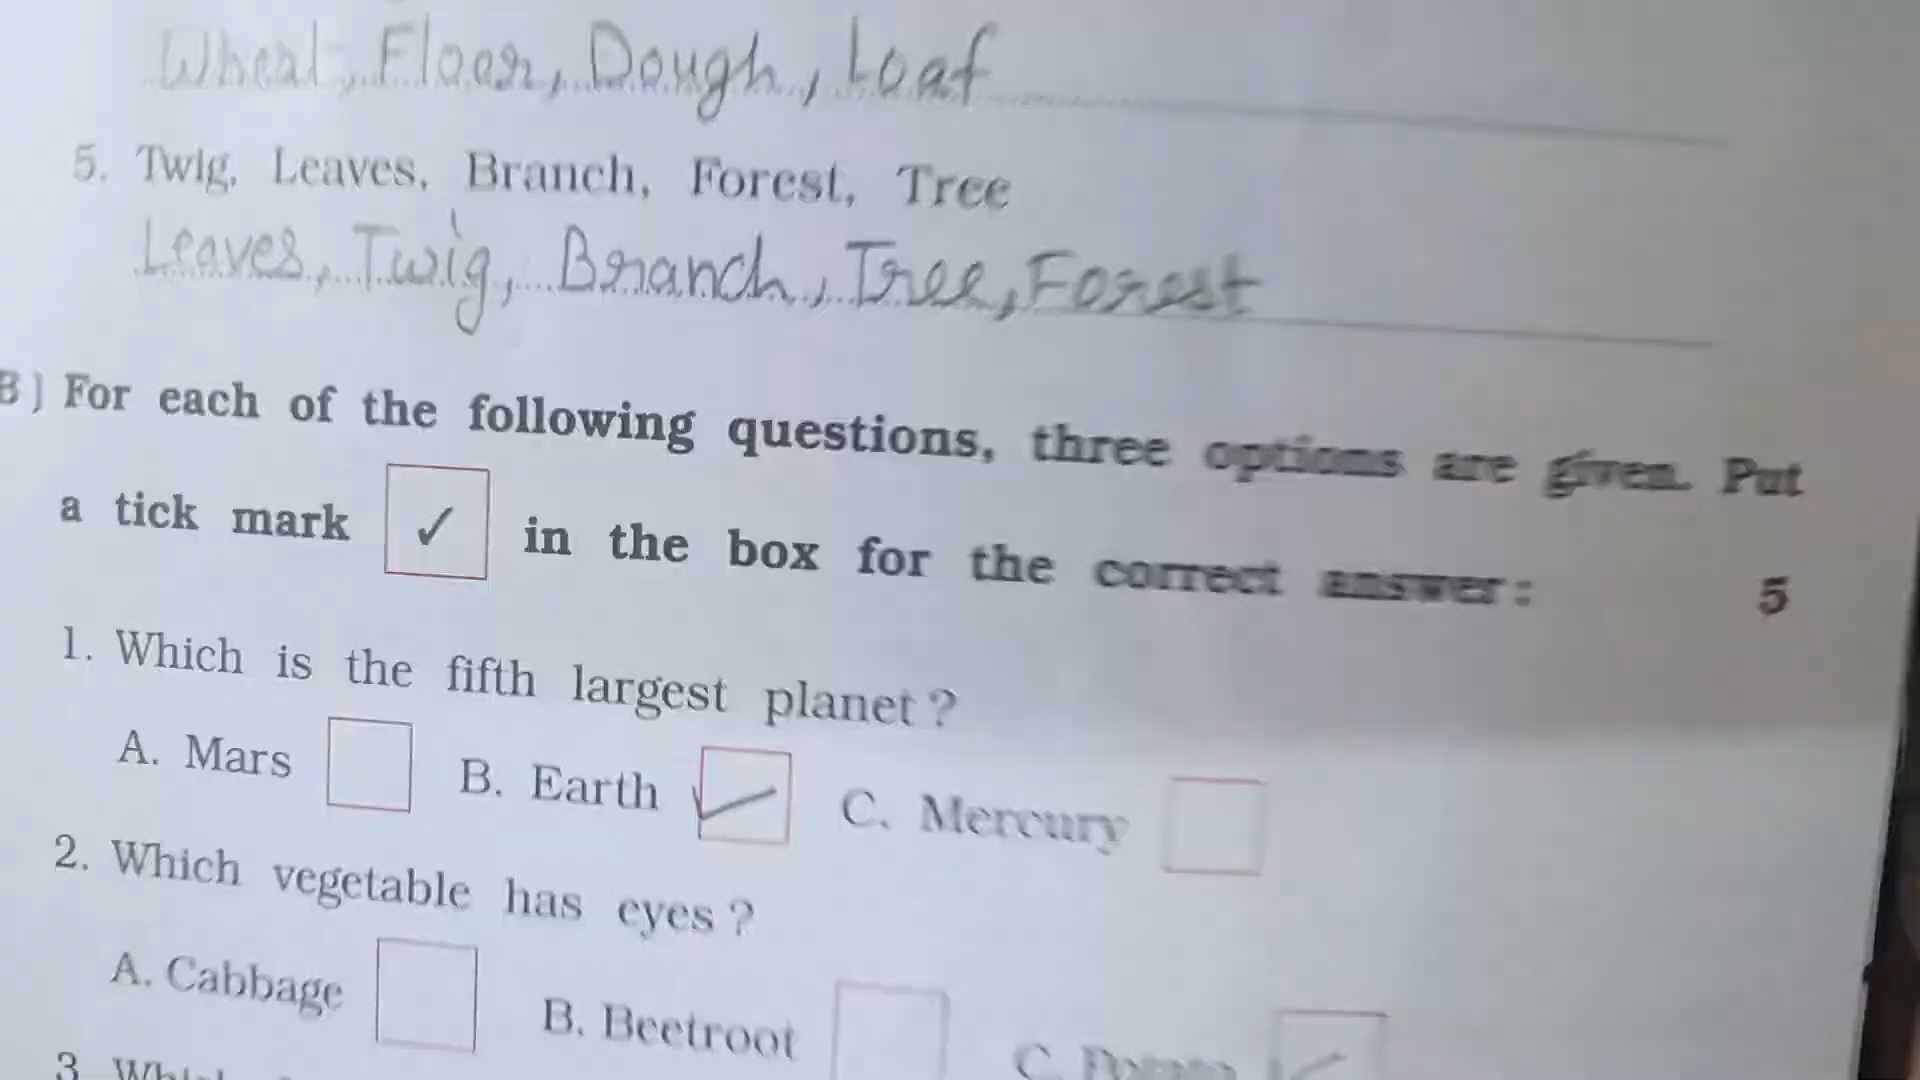 Wheat, Floor, Dough, Loaf
5. Twig, Leaves, Branch, Forest, Tree
Leaves, Twig, Branch, Tree, Forest
B) For each of the following questions, three options are given. Put
a tick mark ✓ in the box for the correct answer: 5
1. Which is the fifth largest planet?
A. Mars B. Earth ✓ C. Mercury
2. Which vegetable has eyes?
A. Cabbage B. Beetroot C. ✓
3